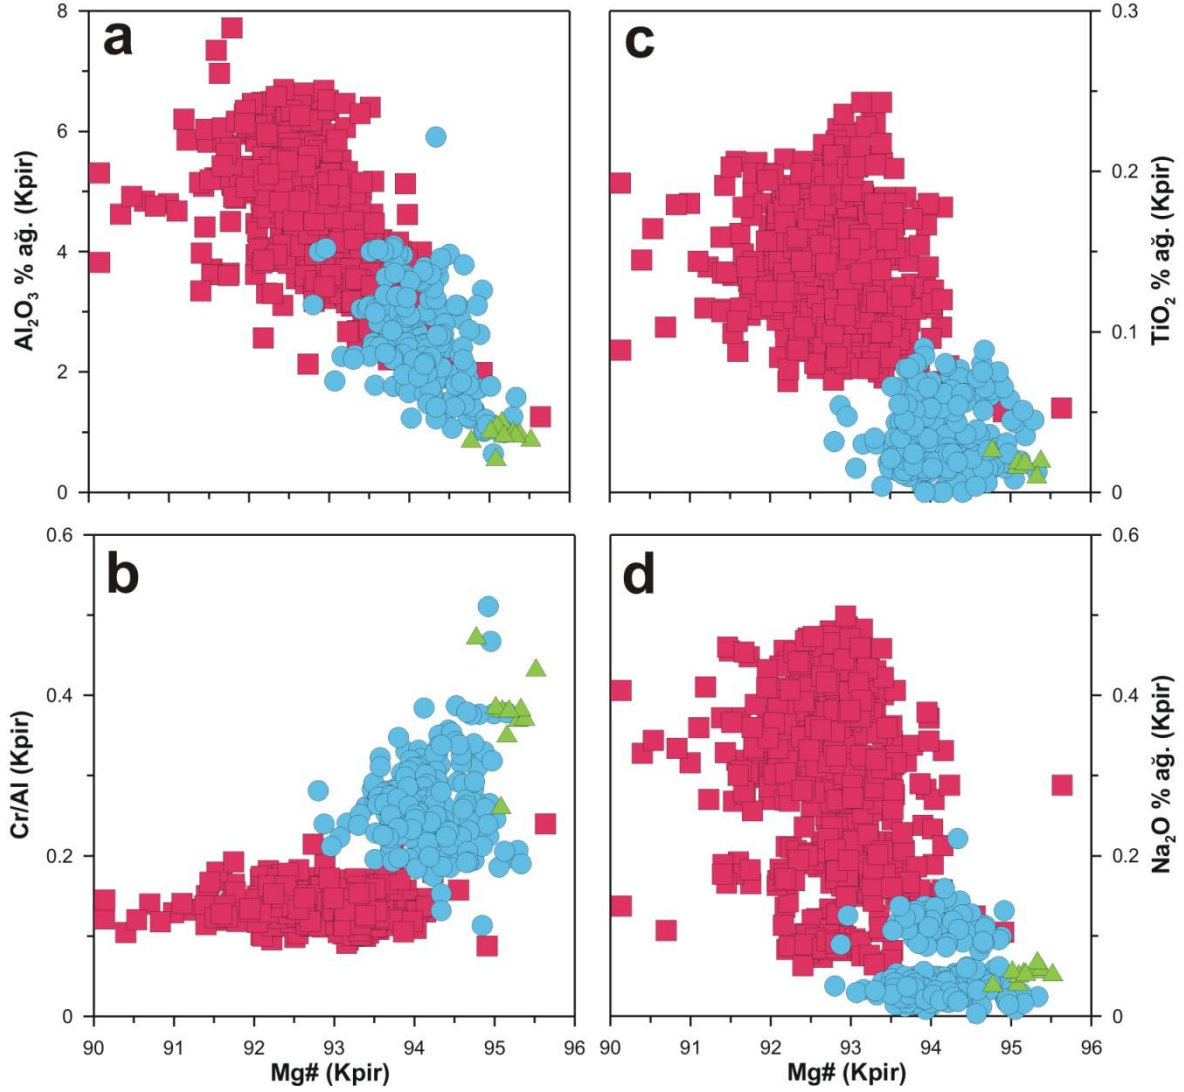 a
c
8
6
4
2
0
Al₂O₃ % ağ. (Kpir)
0.3
0.2
0.1
0
TiO₂ % ağ. (Kpir)
b
d
0.6
0.4
0.2
0
Cr/Al (Kpir)
0.6
0.4
0.2
0
Na₂O % ağ. (Kpir)
90 91 92 93 94 95 96
Mg# (Kpir)
90 91 92 93 94 95 96
Mg# (Kpir)